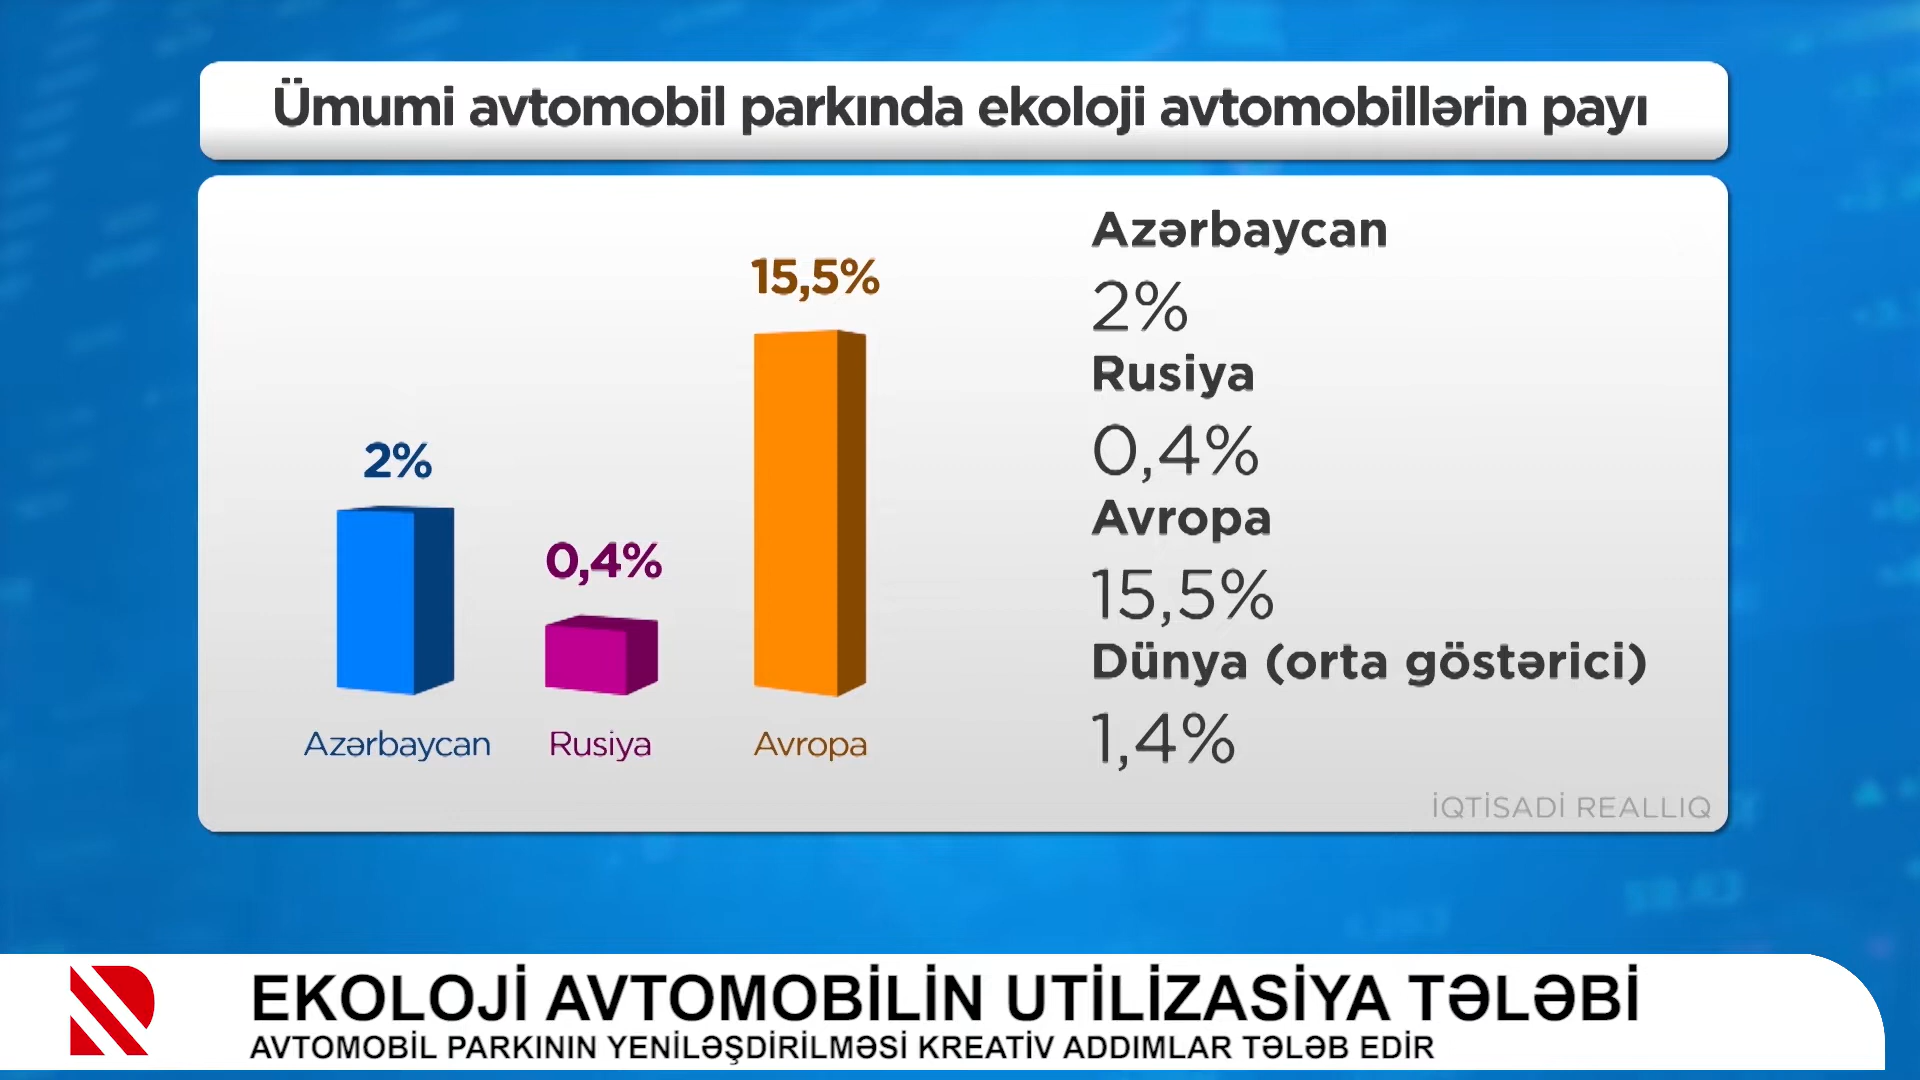 Ümumi avtomobil parkında ekoloji avtomobillərin payı
2%
0,4%
15,5%
Azərbaycan
Rusiya
Avropa
Azərbaycan
2%
Rusiya
0,4%
Avropa
15,5%
Dünya (orta göstərici)
1,4%
İQTİSADİ REALLIQ
EKOLOJİ AVTOMOBİLİN UTİLİZASİYA TƏLƏBİ
AVTOMOBİL PARKININ YENİLƏŞDİRİLMƏSİ KREATİV ADDIMLAR TƏLƏB EDİR